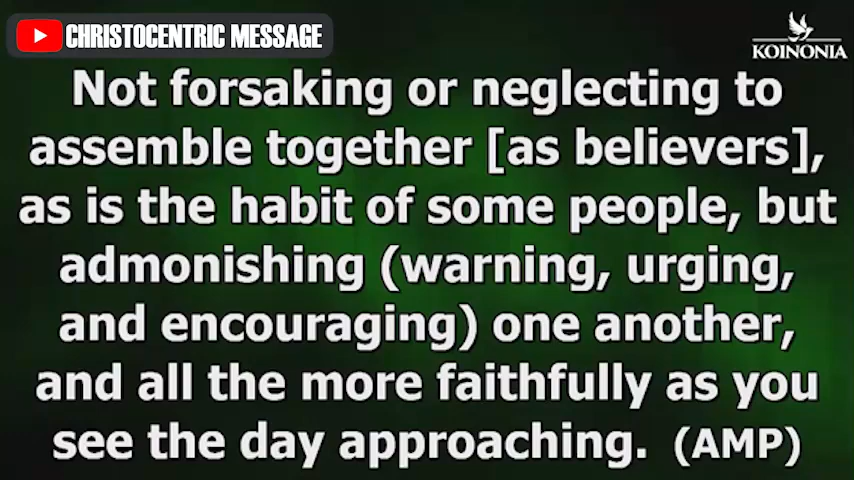 CHRISTOCENTRIC MESSAGE
KOINONIA
Not forsaking or neglecting to
assemble together [as believers],
as is the habit of some people, but
admonishing (warning, urging,
and encouraging) one another,
and all the more faithfully as you
see the day approaching. (AMP)